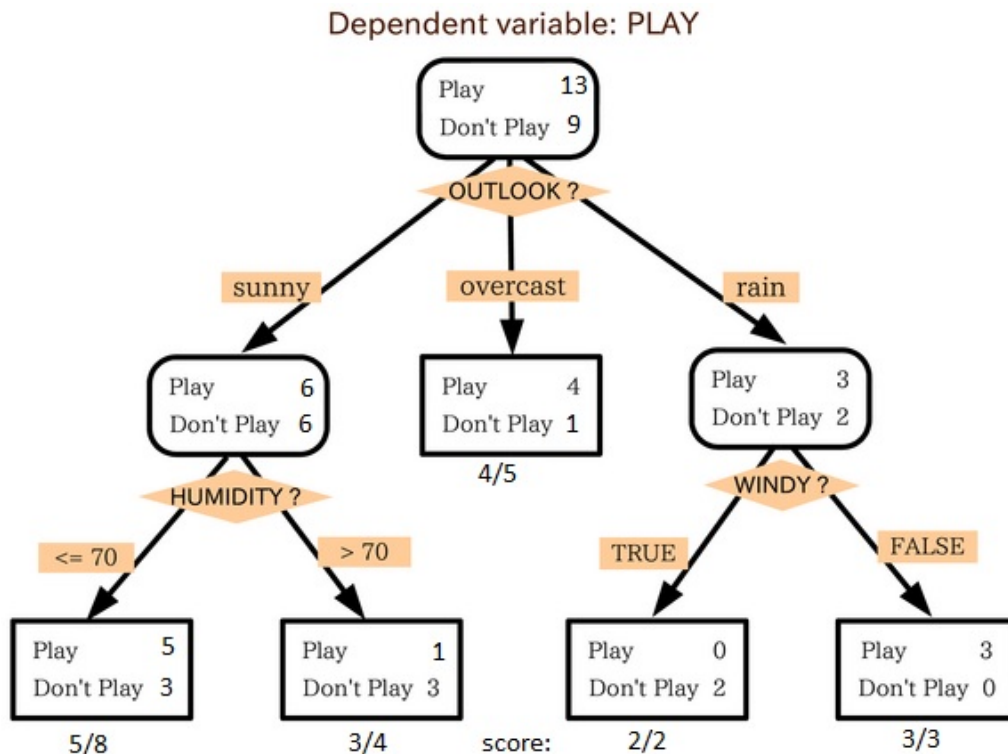 Dependent variable: PLAY
Play 13
Don't Play 9
OUTLOOK ?
sunny
overcast
rain
Play 6
Don't Play 6
Play 4
Don't Play 1
Play 3
Don't Play 2
4/5
HUMIDITY ?
WINDY ?
<= 70
> 70
TRUE
FALSE
Play 5
Don't Play 3
Play 1
Don't Play 3
Play 0
Don't Play 2
Play 3
Don't Play 0
5/8
3/4
score:
2/2
3/3